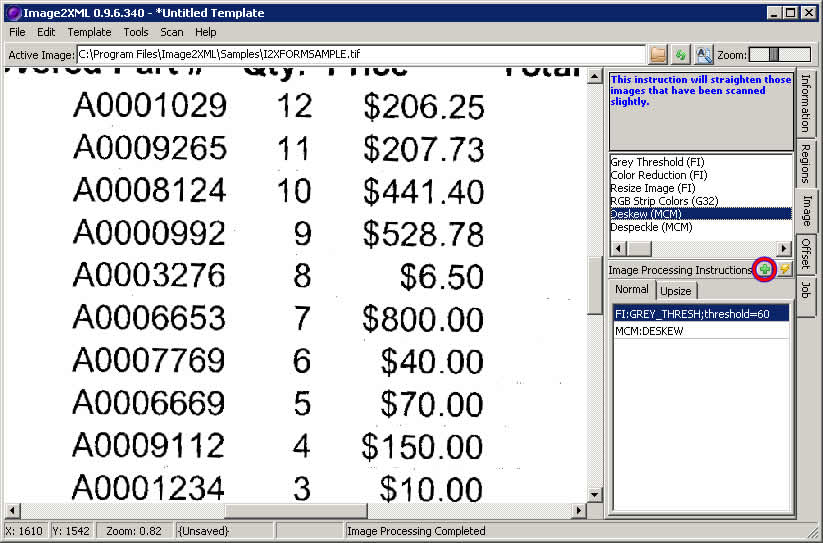 Image2XML 0.9.6.340 - *Untitled Template
File Edit Template Tools Scan Help
Active Image: C:\Program Files\Image2XML\Samples\I2XFORMSAMPLE.tif Zoom:
Part # Qty. Price Total
A0001029 12 $206.25
A0009265 11 $207.73
A0008124 10 $441.40
A0000992 9 $528.78
A0003276 8 $6.50
A0006653 7 $800.00
A0007769 6 $40.00
A0006669 5 $70.00
A0009112 4 $150.00
A0001234 3 $10.00
This instruction will straighten those
images that have been scanned
slightly.
Grey Threshold (FI)
Color Reduction (FI)
Resize Image (FI)
RGB Strip Colors (G32)
Deskew (MCM)
Despeckle (MCM)
Image Processing Instructions
Normal Upsize
FI:GREY_THRESH;threshold=60
MCM:DESKEW
Information
Regions
Image
Offset
Job
X: 1610 Y: 1542 Zoom: 0.82 {Unsaved} Image Processing Completed